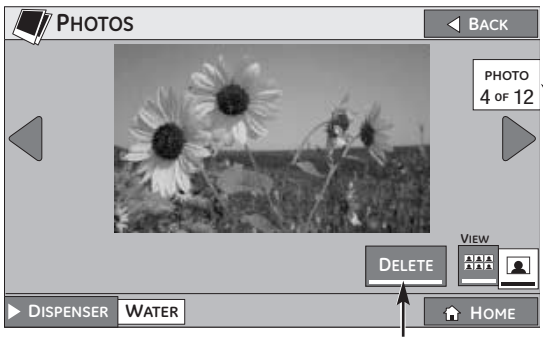 PHOTOS
BACK
PHOTO
4 OF 12
VIEW
DELETE
DISPENSER WATER
HOME